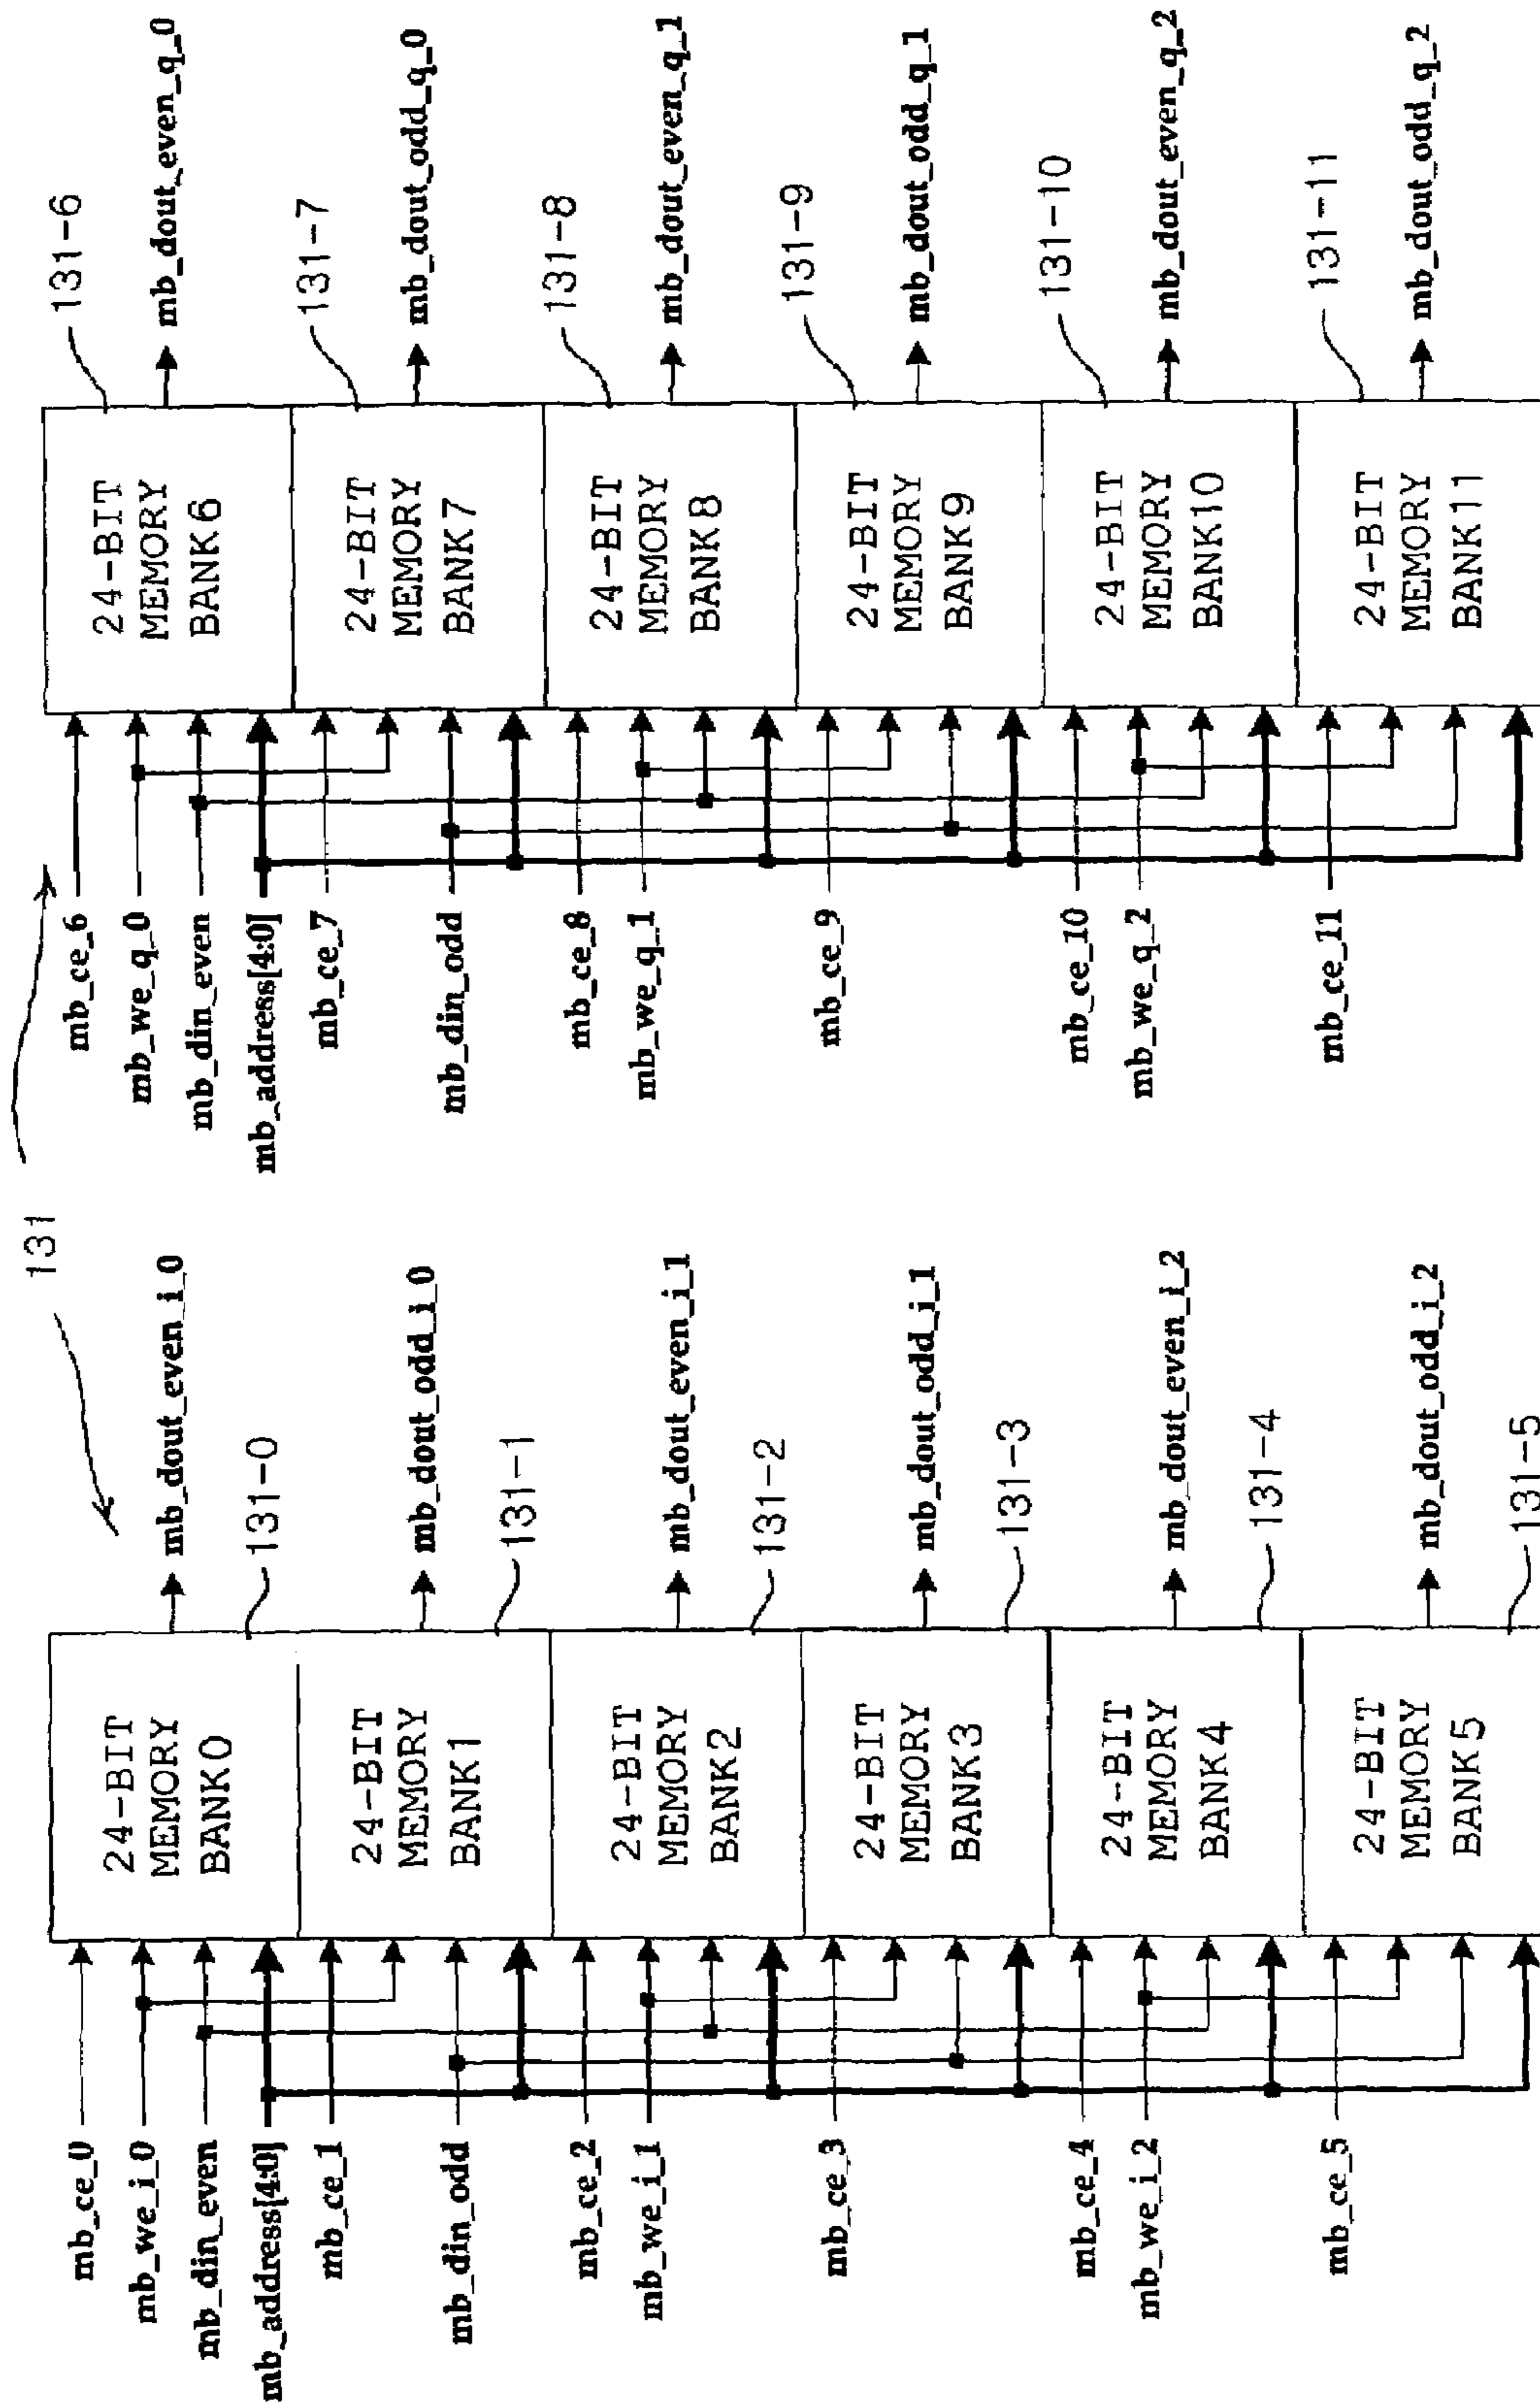 131
mb_ce_0
mb_we_i_0
mb_din_even
mb_address[4:0]
mb_ce_1
mb_din_odd
mb_ce_2
mb_we_i_1
mb_ce_3
mb_ce_4
mb_we_i_2
mb_ce_5
24-BIT
MEMORY
BANK0
24-BIT
MEMORY
BANK1
24-BIT
MEMORY
BANK2
24-BIT
MEMORY
BANK3
24-BIT
MEMORY
BANK4
24-BIT
MEMORY
BANK5
mb_dout_even_i_0
131-0
mb_dout_odd_i_0
131-1
mb_dout_even_i_1
131-2
mb_dout_odd_i_1
131-3
mb_dout_even_i_2
131-4
mb_dout_odd_i_2
131-5
mb_ce_6
mb_we_q_0
mb_din_even
mb_address[4:0]
mb_ce_7
mb_din_odd
mb_ce_8
mb_we_q_1
mb_ce_9
mb_ce_10
mb_we_q_2
mb_ce_11
24-BIT
MEMORY
BANK6
24-BIT
MEMORY
BANK7
24-BIT
MEMORY
BANK8
24-BIT
MEMORY
BANK9
24-BIT
MEMORY
BANK10
24-BIT
MEMORY
BANK11
131-6
mb_dout_even_q_0
131-7
mb_dout_odd_q_0
131-8
mb_dout_even_q_1
131-9
mb_dout_odd_q_1
131-10
mb_dout_even_q_2
131-11
mb_dout_odd_q_2